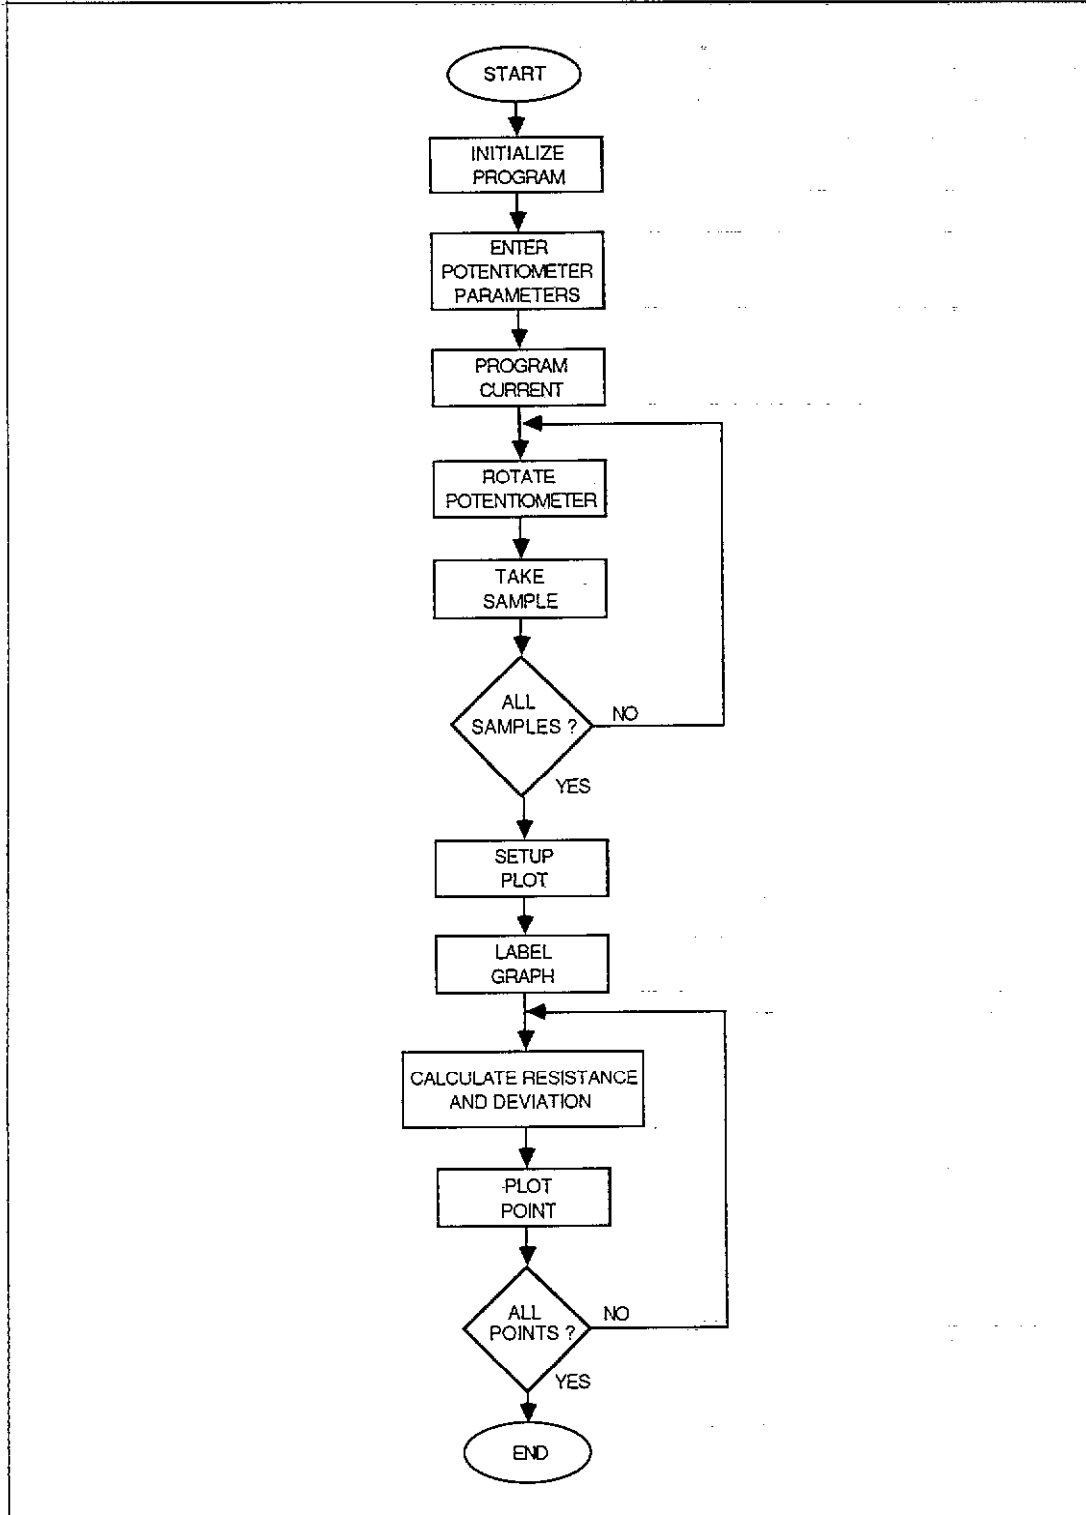 START
INITIALIZE
PROGRAM
ENTER
POTENTIOMETER
PARAMETERS
PROGRAM
CURRENT
ROTATE
POTENTIOMETER
TAKE
SAMPLE
ALL
SAMPLES ?
NO
YES
SETUP
PLOT
LABEL
GRAPH
CALCULATE RESISTANCE
AND DEVIATION
PLOT
POINT
ALL
POINTS ?
NO
YES
END